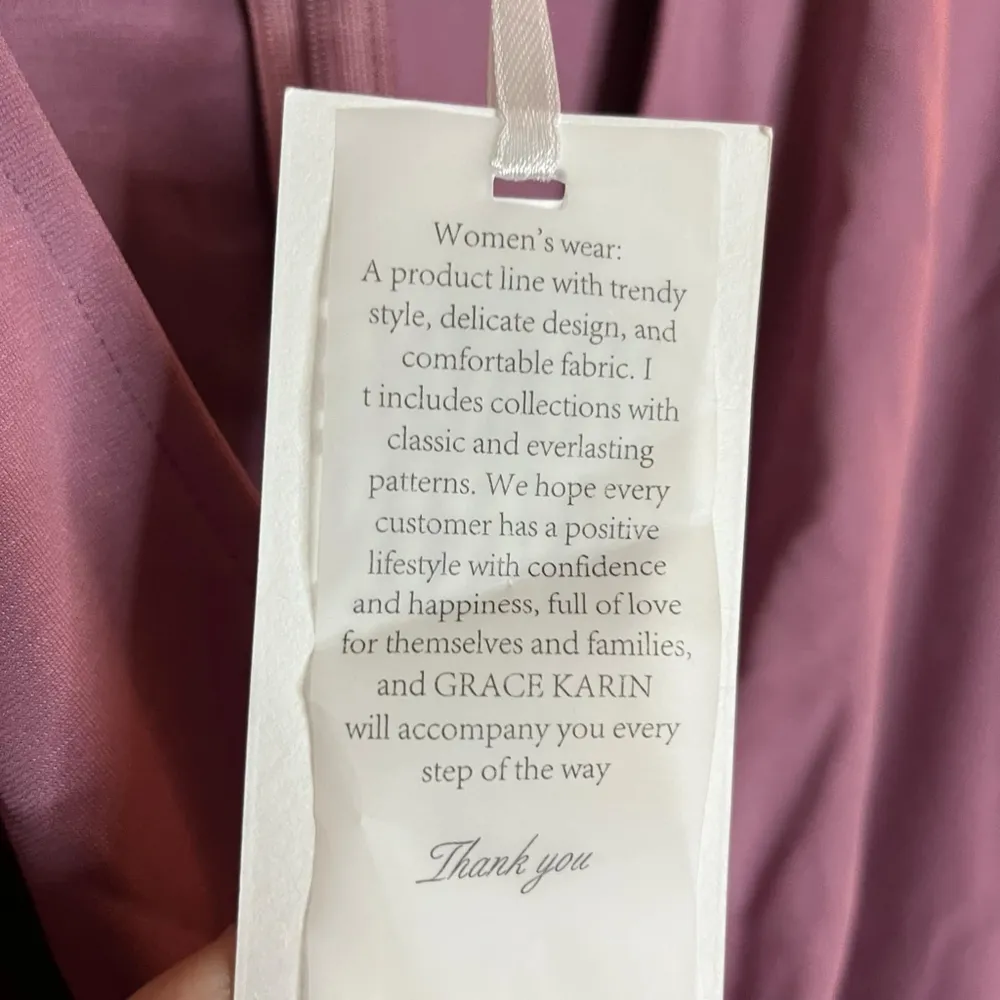 Women's wear:
A product line with trendy
style, delicate design, and
comfortable fabric. I
t includes collections with
classic and everlasting
patterns. We hope every
customer has a positive
lifestyle with confidence
and happiness, full of love
for themselves and families,
and GRACE KARIN
will accompany you every
step of the way
Thank you